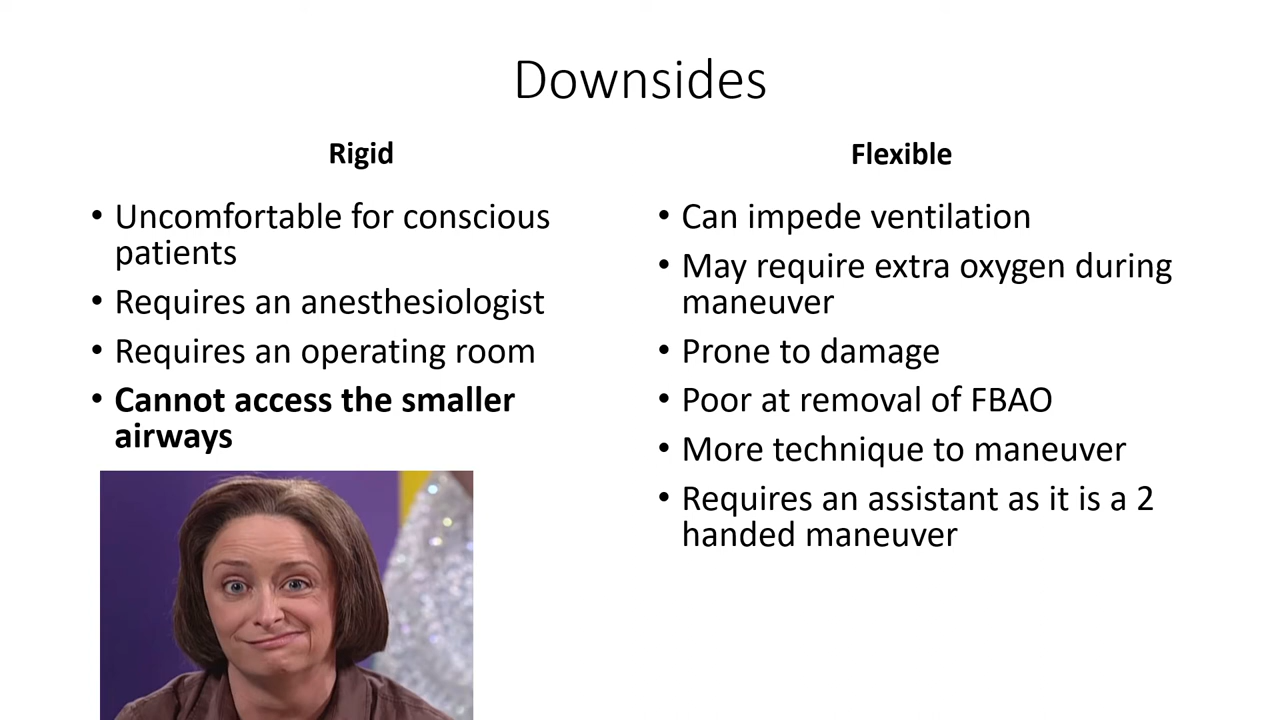 Downsides
Rigid
• Uncomfortable for conscious
patients
• Requires an anesthesiologist
• Requires an operating room
• Cannot access the smaller
airways
Flexible
• Can impede ventilation
• May require extra oxygen during
maneuver
• Prone to damage
• Poor at removal of FBAO
• More technique to maneuver
• Requires an assistant as it is a 2
handed maneuver